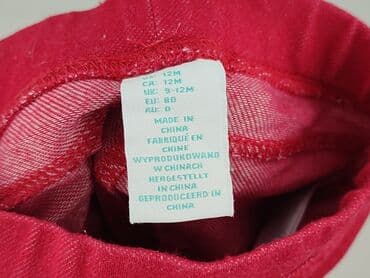 12M
CA: 12M
UK: 9-12M
EU: 80
AU: 0
MADE IN
CHINA
FABRIQUÉ EN
CHINE
WYPRODUKOWANO
W CHINACH
HERGESTELLT
IN CHINA
GEPRODUCEERD IN
CHINA